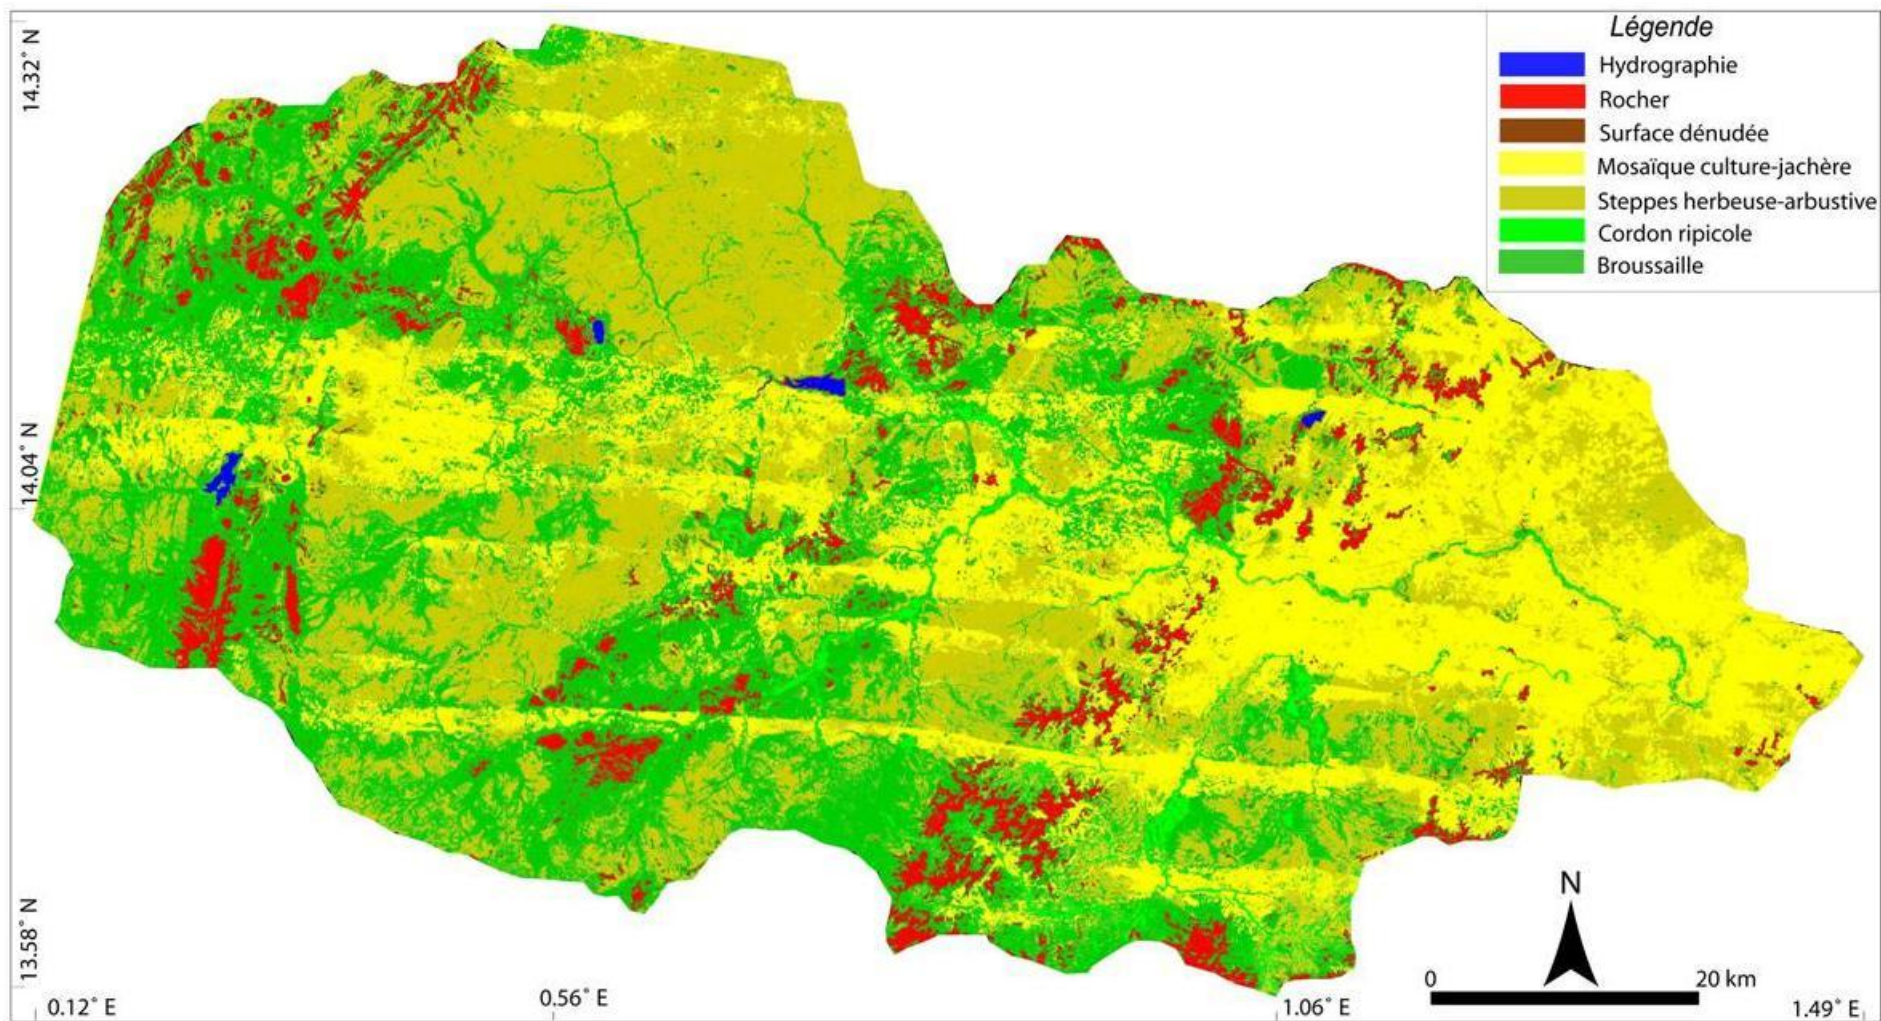 Légende
Hydrographie
Rocher
Surface dénudée
Mosaïque culture-jachère
Steppes herbeuse-arbustive
Cordon ripicole
Broussaille
14.32° N
14.04° N
13.58° N
0.12° E
0.56° E
1.06° E
1.49° E
N
0
20 km